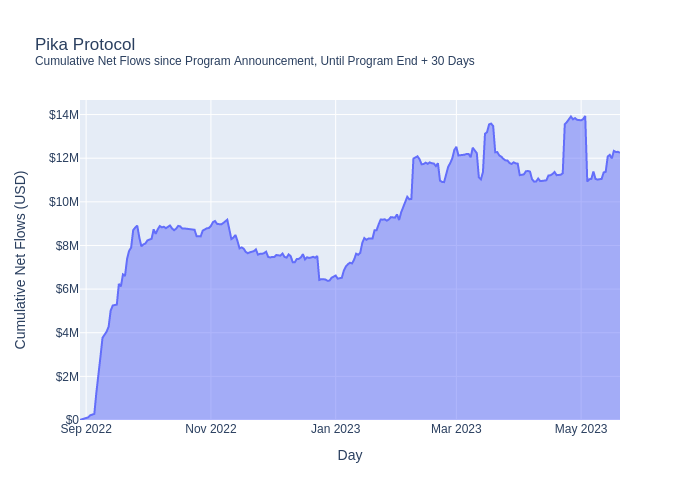 Pika Protocol
Cumulative Net Flows since Program Announcement, Until Program End + 30 Days
Cumulative Net Flows (USD)
$14M
$12M
$10M
$8M
$6M
$4M
$2M
$0
Sep 2022
Nov 2022
Jan 2023
Mar 2023
May 2023
Day